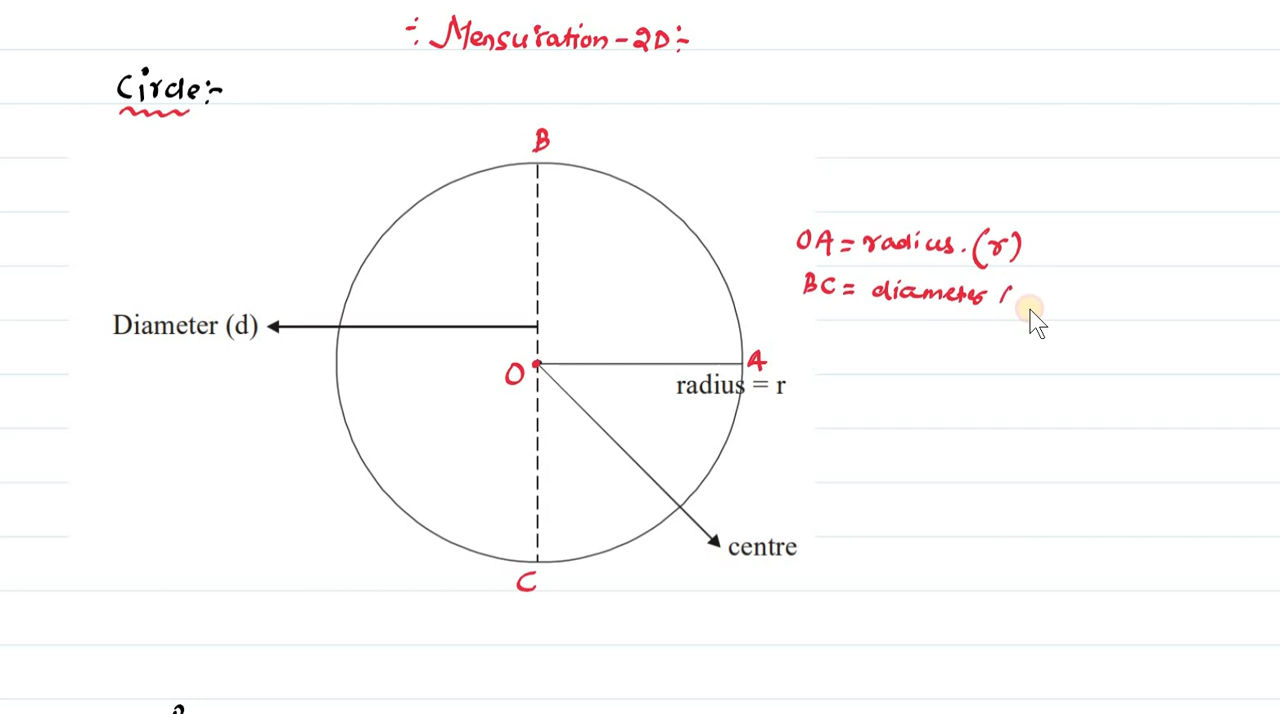 ÷ Mensuration - 2D :-
Circle :-
B
OA = radius. (r)
BC = diameter (
Diameter (d)
O
A
radius = r
centre
C